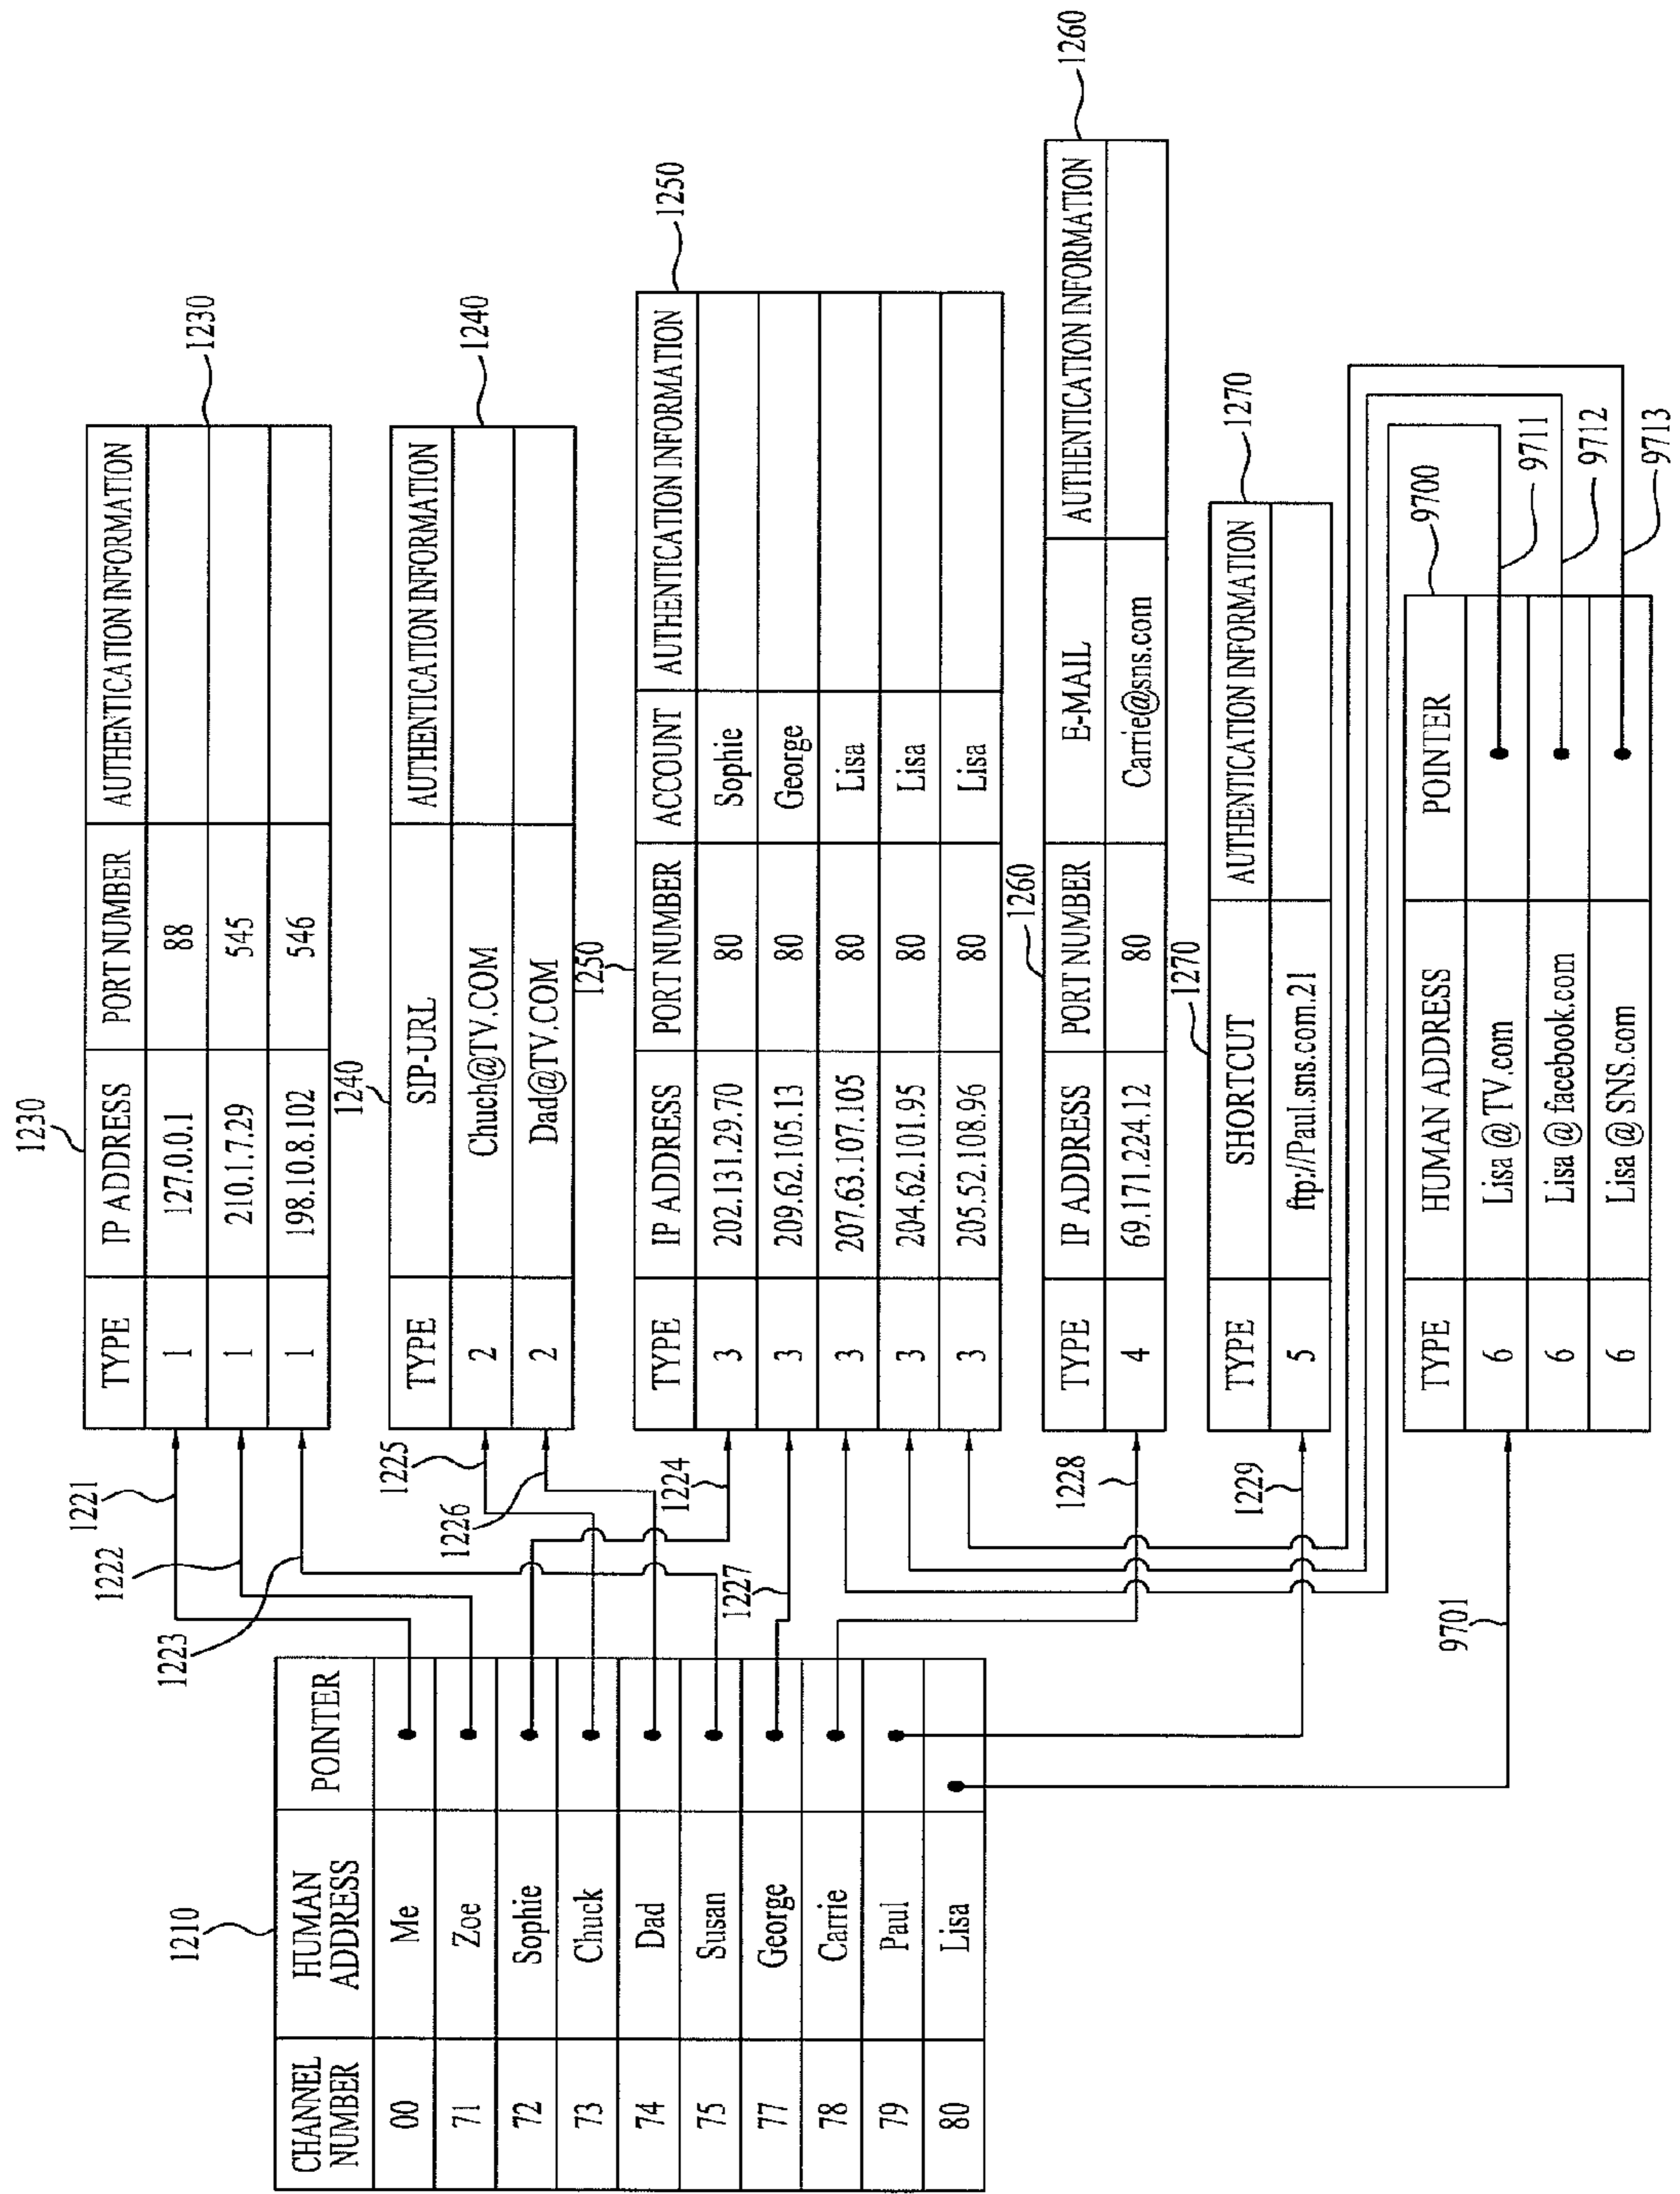 1210
CHANNEL NUMBER HUMAN ADDRESS POINTER
00 Me
71 Zoe
72 Sophie
73 Chuck
74 Dad
75 Susan
77 George
78 Carrie
79 Paul
80 Lisa
1221
1222
1223
1225
1226
1224
1227
1228
1229
9701
1230
1230
TYPE IP ADDRESS PORT NUMBER AUTHENTICATION INFORMATION
1 127.0.0.1 88
1 210.1.7.29 545
1 198.10.8.102 546
1240
1240
TYPE SIP-URL AUTHENTICATION INFORMATION
2 Chuch@TV.COM
2 Dad@TV.COM
1250
1250
TYPE IP ADDRESS PORT NUMBER ACCOUNT AUTHENTICATION INFORMATION
3 202.131.29.70 80 Sophie
3 209.62.105.13 80 George
3 207.63.107.105 80 Lisa
3 204.62.101.95 80 Lisa
3 205.52.108.96 80 Lisa
1260
1260
TYPE IP ADDRESS PORT NUMBER E-MAIL AUTHENTICATION INFORMATION
4 69.171.224.12 80 Carrie@sns.com
1270
1270
TYPE SHORTCUT AUTHENTICATION INFORMATION
5 ftp://Paul.sns.com.21
9700
TYPE HUMAN ADDRESS POINTER
6 Lisa@TV.com
6 Lisa@facebook.com
6 Lisa@SNS.com
9711
9712
9713